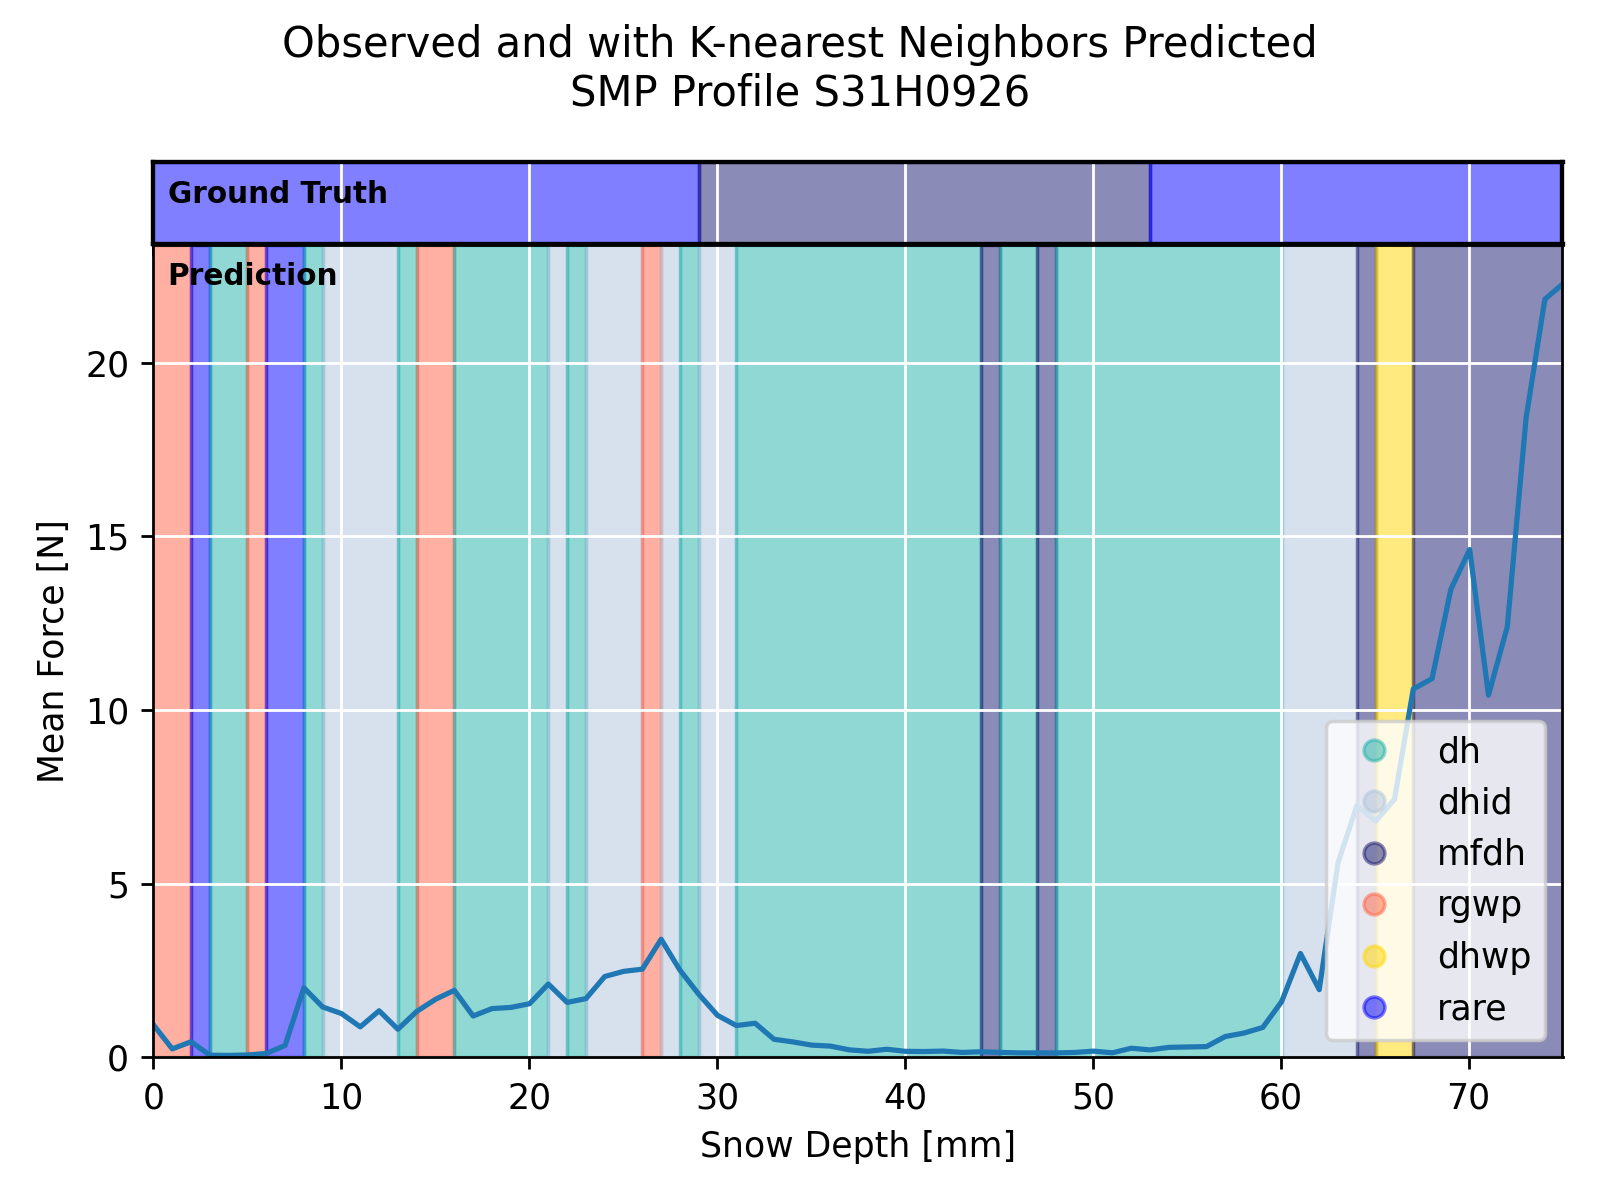 Observed and with K-nearest Neighbors Predicted
SMP Profile S31H0926
Ground Truth
Prediction
20
15
10
5
0
Mean Force [N]
dh
dhid
mfdh
rgwp
dhwp
rare
0 10 20 30 40 50 60 70
Snow Depth [mm]